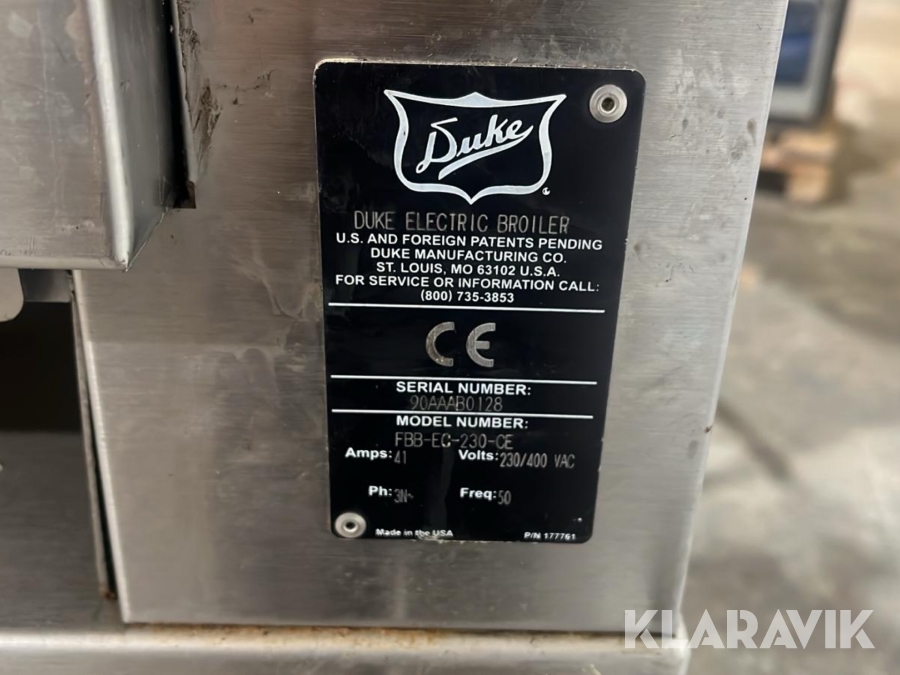 Duke
DUKE ELECTRIC BROILER
U.S. AND FOREIGN PATENTS PENDING
DUKE MANUFACTURING CO.
ST. LOUIS, MO 63102 U.S.A.
FOR SERVICE OR INFORMATION CALL:
(800) 735-3853
CE
SERIAL NUMBER:
90AAAB0128
MODEL NUMBER:
FBB-EC-230-CE
Amps: 41 Volts: 230/400 VAC
Ph: 3N~ Freq: 50
Made in the USA P/N 177761
KLARAVIK